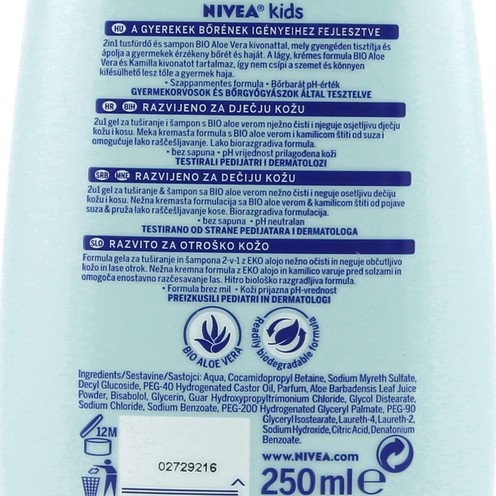 NIVEA® kids
HU A GYEREKEK BŐRÉNEK IGÉNYEIHEZ FEJLESZTVE
2in1 tusfürdő és sampon BIO Aloe Vera kivonattal, mely gyengéden tisztítja és
ápolja a gyermekek érzékeny bőrét és haját. A lágy, krémes formula BIO Aloe
Vera és Kamilla kivonatot tartalmaz, így nem csípi a szemet és könnyen
kifésülhető lesz tőle a gyermek haja.
• Szappanmentes formula • Bőrbarát pH-érték
GYERMEKORVOSOK ÉS BŐRGYÓGYÁSZOK ÁLTAL TESZTELVE
HR BIH RAZVIJENO ZA DJEČJU KOŽU
2u1 gel za tuširanje i šampon s BIO aloe verom nježno čisti i njeguje osjetljivu dječju
kožu i kosu. Meka kremasta formula s BIO aloe verom i kamilicom štiti od suza i
omogućuje lako raščešljavanje. Lako biorazgradiva formula.
• bez sapuna • pH vrijednost prilagođena koži
TESTIRALI PEDIJATRI I DERMATOLOZI
SRB MNE RAZVIJENO ZA DEČIJU KOŽU
2u1 gel za tuširanje & šampon sa BIO aloe verom nežno čisti i neguje osetljivu dečiju
kožu i kosu. Nežna kremasta formulacija sa BIO aloe verom & kamilicom štiti od pojave
suza & pruža lako raščešljavanje kose. Biorazgradiva formulacija.
• bez sapuna • pH neutralan
TESTIRANO OD STRANE PEDIJATARA I DERMATOLOGA
SLO RAZVITO ZA OTROŠKO KOŽO
Formula gela za tuširanje in šampona 2-v-1 z EKO alojo nežno očisti in neguje občutljivo
kožo in lase otrok. Nežna kremna formula z EKO alojo in kamilico varuje pred solzami in
omogoča enostavno razčesavanje las. Hitro biološko razgradljiva formula.
• Formula brez mil • Koži prijazna pH-vrednost
PREIZKUSILI PEDIATRI IN DERMATOLOGI
BIO ALOE VERA
Readily biodegradable formula
Ingredients/Sestavine/Sastojci: Aqua, Cocamidopropyl Betaine, Sodium Myreth Sulfate,
Decyl Glucoside, PEG-40 Hydrogenated Castor Oil, Parfum, Aloe Barbadensis Leaf Juice
Powder, Bisabolol, Glycerin, Guar Hydroxypropyltrimonium Chloride, Glycol Distearate,
Sodium Chloride, Sodium Benzoate, PEG-200 Hydrogenated Glyceryl Palmate, PEG-90
Glyceryl Isostearate, Laureth-4, Laureth-2,
Sodium Hydroxide, Citric Acid, Denatonium
Benzoate.
12M
02729216
www.NIVEA.com
250 ml e